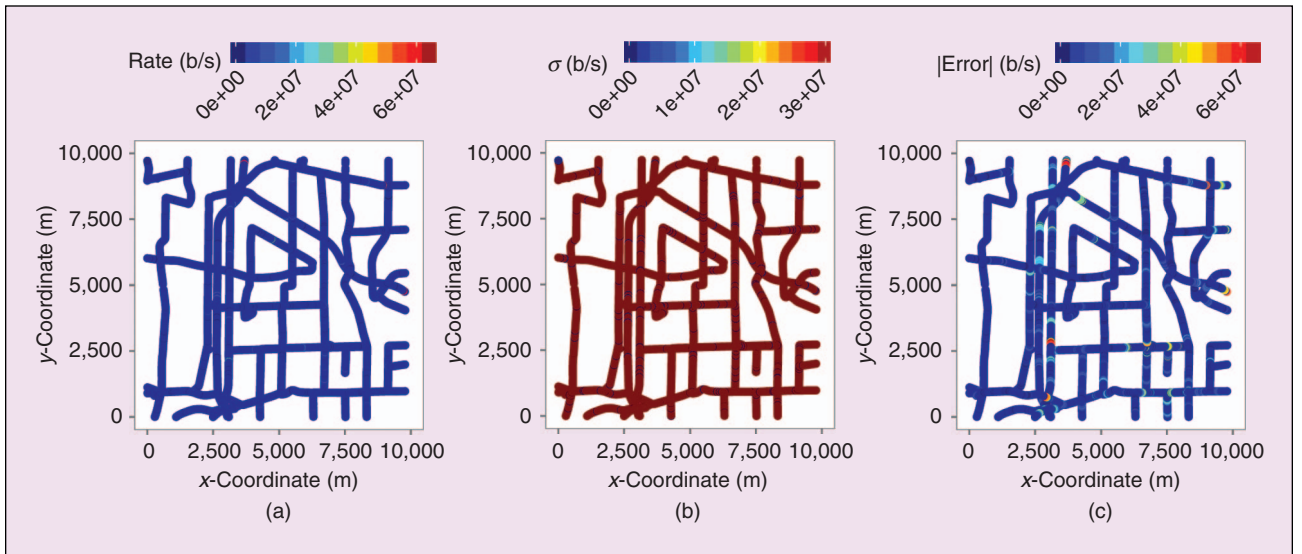 Rate (b/s)
0e+00
2e+07
4e+07
6e+07
10,000
7,500
5,000
2,500
0
y-Coordinate (m)
0
2,500
5,000
7,500
10,000
x-Coordinate (m)
(a)
σ (b/s)
0e+00
1e+07
2e+07
3e+07
10,000
7,500
5,000
2,500
0
y-Coordinate (m)
0
2,500
5,000
7,500
10,000
x-Coordinate (m)
(b)
|Error| (b/s)
0e+00
2e+07
4e+07
6e+07
10,000
7,500
5,000
2,500
0
y-Coordinate (m)
0
2,500
5,000
7,500
10,000
x-Coordinate (m)
(c)